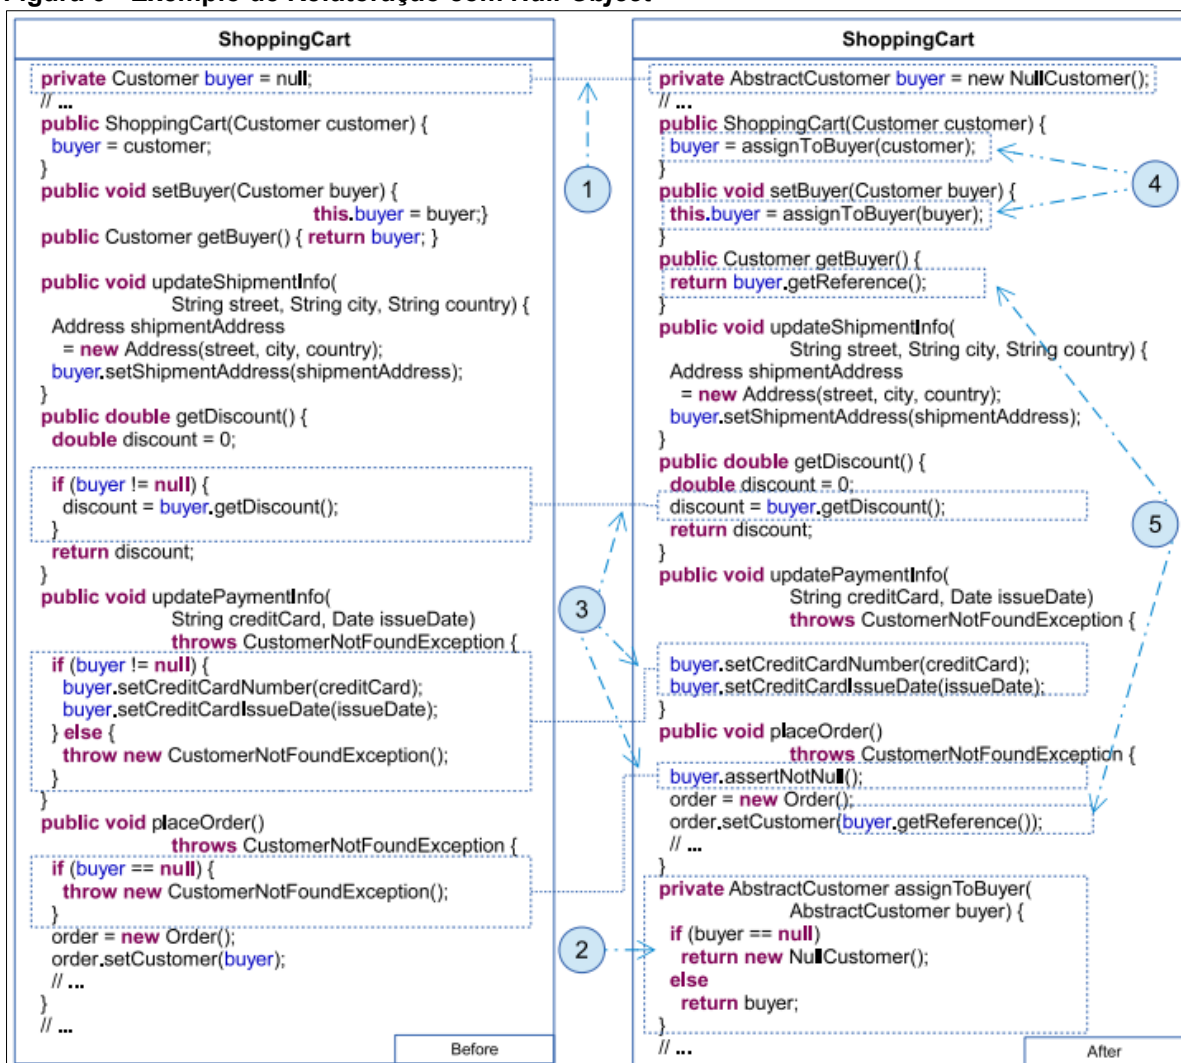 Figura 3 - Exemplo de Refatoração com Null Object
ShoppingCart
private Customer buyer = null;
// ...
public ShoppingCart(Customer customer) {
buyer = customer;
}
public void setBuyer(Customer buyer) {
this.buyer = buyer;}
public Customer getBuyer() { return buyer; }
public void updateShipmentInfo(
String street, String city, String country) {
Address shipmentAddress
= new Address(street, city, country);
buyer.setShipmentAddress(shipmentAddress);
}
public double getDiscount() {
double discount = 0;
if (buyer != null) {
discount = buyer.getDiscount();
}
return discount;
}
public void updatePaymentInfo(
String creditCard, Date issueDate)
throws CustomerNotFoundException {
if (buyer != null) {
buyer.setCreditCardNumber(creditCard);
buyer.setCreditCardIssueDate(issueDate);
} else {
throw new CustomerNotFoundException();
}
}
public void placeOrder()
throws CustomerNotFoundException {
if (buyer == null) {
throw new CustomerNotFoundException();
}
order = new Order();
order.setCustomer(buyer);
// ...
}
// ...
Before
1
3
2
ShoppingCart
private AbstractCustomer buyer = new NullCustomer();
// ...
public ShoppingCart(Customer customer) {
buyer = assignToBuyer(customer);
}
public void setBuyer(Customer buyer) {
this.buyer = assignToBuyer(buyer);
}
public Customer getBuyer() {
return buyer.getReference();
}
public void updateShipmentInfo(
String street, String city, String country) {
Address shipmentAddress
= new Address(street, city, country);
buyer.setShipmentAddress(shipmentAddress);
}
public double getDiscount() {
double discount = 0;
discount = buyer.getDiscount();
return discount;
}
public void updatePaymentInfo(
String creditCard, Date issueDate)
throws CustomerNotFoundException {
buyer.setCreditCardNumber(creditCard);
buyer.setCreditCardIssueDate(issueDate);
}
public void placeOrder()
throws CustomerNotFoundException {
buyer.assertNotNull();
order = new Order();
order.setCustomer(buyer.getReference());
// ...
}
private AbstractCustomer assignToBuyer(
AbstractCustomer buyer) {
if (buyer == null)
return new NullCustomer();
else
return buyer;
}
// ...
After
4
5